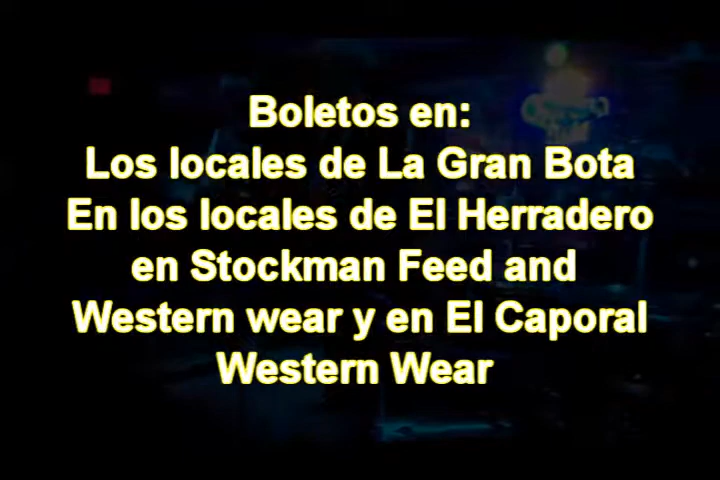 Boletos en:
Los locales de La Gran Bota
En los locales de El Herradero
en Stockman Feed and
Western wear y en El Caporal
Western Wear